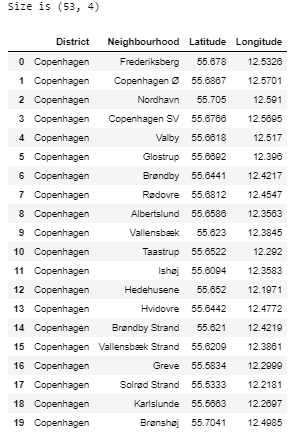 Size is (53, 4)
District Neighbourhood Latitude Longitude
0 Copenhagen Frederiksberg 55.678 12.5326
1 Copenhagen Copenhagen Ø 55.6867 12.5701
2 Copenhagen Nordhavn 55.705 12.591
3 Copenhagen Copenhagen SV 55.6766 12.5695
4 Copenhagen Valby 55.6618 12.517
5 Copenhagen Glostrup 55.6692 12.396
6 Copenhagen Brøndby 55.6441 12.4217
7 Copenhagen Rødovre 55.6812 12.4547
8 Copenhagen Albertslund 55.6586 12.3563
9 Copenhagen Vallensbæk 55.623 12.3845
10 Copenhagen Taastrup 55.6522 12.292
11 Copenhagen Ishøj 55.6094 12.3583
12 Copenhagen Hedehusene 55.652 12.1971
13 Copenhagen Hvidovre 55.6442 12.4772
14 Copenhagen Brøndby Strand 55.621 12.4219
15 Copenhagen Vallensbæk Strand 55.6209 12.3861
16 Copenhagen Greve 55.5834 12.2999
17 Copenhagen Solrød Strand 55.5333 12.2181
18 Copenhagen Karlslunde 55.5663 12.2697
19 Copenhagen Brønshøj 55.7041 12.4985